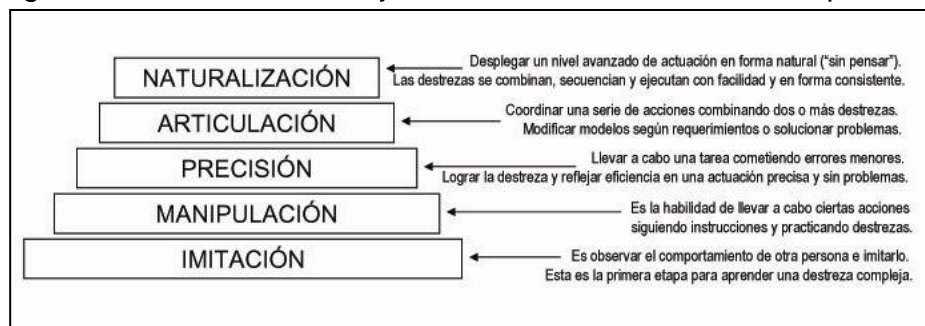 NATURALIZACIÓN
Desplegar un nivel avanzado de actuación en forma natural (“sin pensar”).
Las destrezas se combinan, secuencian y ejecutan con facilidad y en forma consistente.
ARTICULACIÓN
Coordinar una serie de acciones combinando dos o más destrezas.
Modificar modelos según requerimientos o solucionar problemas.
PRECISIÓN
Llevar a cabo una tarea cometiendo errores menores.
Lograr la destreza y reflejar eficiencia en una actuación precisa y sin problemas.
MANIPULACIÓN
Es la habilidad de llevar a cabo ciertas acciones
siguiendo instrucciones y practicando destrezas.
IMITACIÓN
Es observar el comportamiento de otra persona e imitarlo.
Esta es la primera etapa para aprender una destreza compleja.